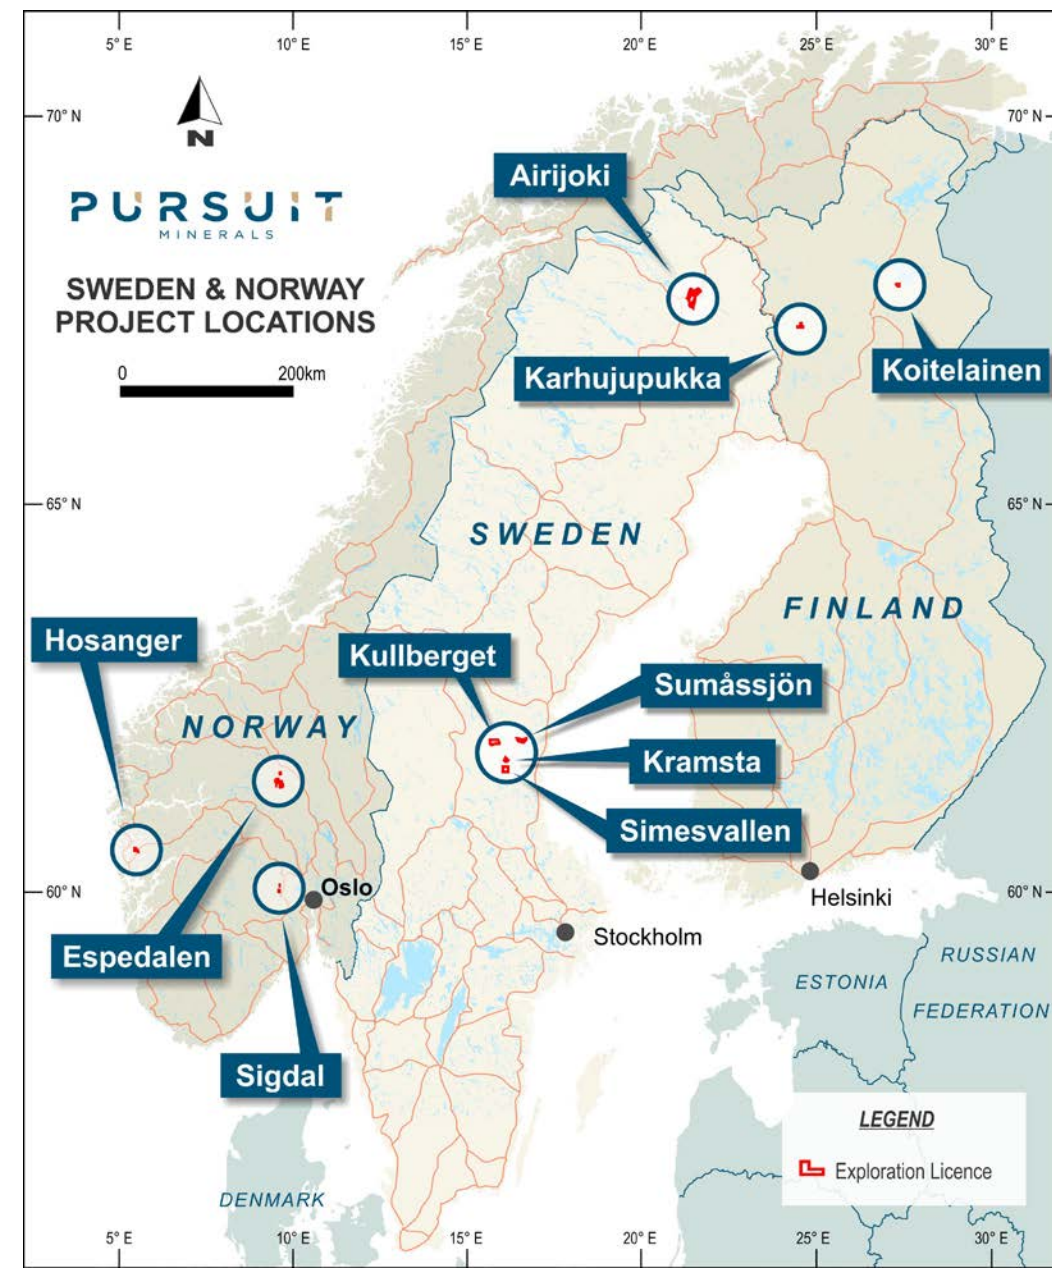 5° E
10° E
15° E
20° E
25° E
30° E
70° N
70° N
N
PURSUIT
MINERALS
SWEDEN & NORWAY
PROJECT LOCATIONS
0
200km
Airijoki
Karhujupukka
Koitelainen
65° N
65° N
SWEDEN
FINLAND
Hosanger
Kullberget
Sumåssjön
NORWAY
Kramsta
Simesvallen
60° N
Oslo
Helsinki
60° N
Espedalen
Stockholm
RUSSIAN
FEDERATION
ESTONIA
Sigdal
LEGEND
Exploration Licence
DENMARK
5° E
10° E
15° E
20° E
25° E
30° E